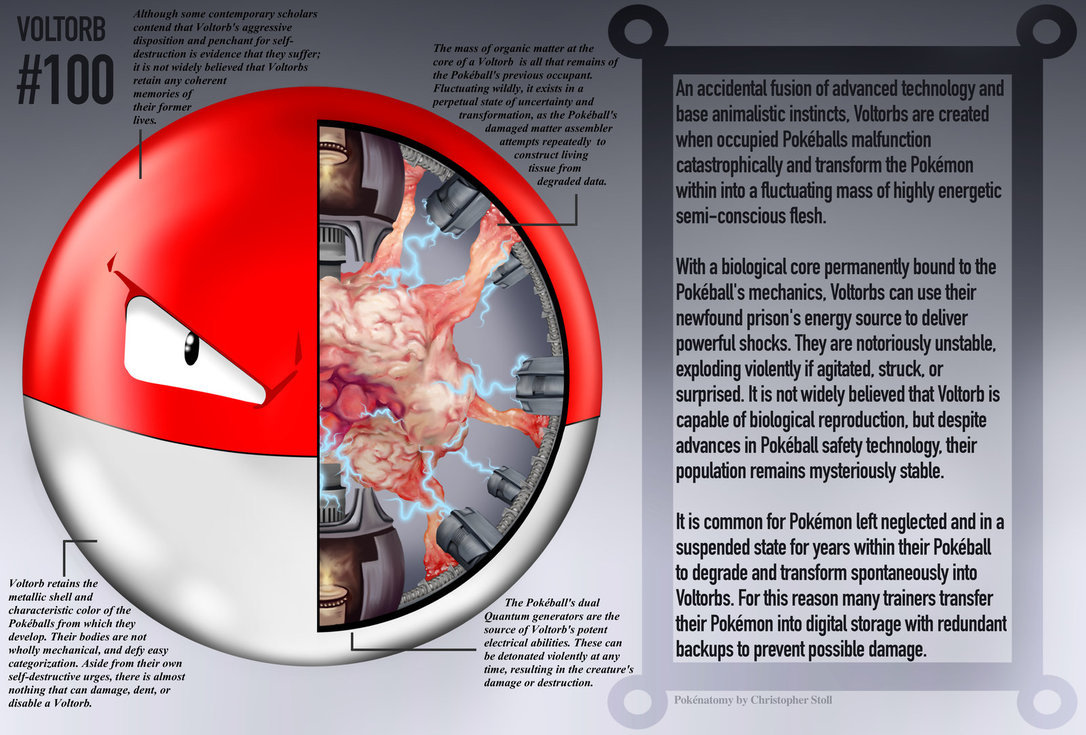 VOLTORB
#100
Although some contemporary scholars
contend that Voltorb's aggressive
disposition and penchant for self-
destruction is evidence that they suffer;
it is not widely believed that Voltorbs
retain any coherent
memories of
their former
lives.
The mass of organic matter at the
core of a Voltorb is all that remains of
the Pokéball's previous occupant.
Fluctuating wildly, it exists in a
perpetual state of uncertainty and
transformation, as the Pokéball's
damaged matter assembler
attempts repeatedly to
construct living
tissue from
degraded data.
Voltorb retains the
metallic shell and
characteristic color of the
Pokéballs from which they
develop. Their bodies are not
wholly mechanical, and defy easy
categorization. Aside from their own
self-destructive urges, there is almost
nothing that can damage, dent, or
disable a Voltorb.
The Pokéball's dual
Quantum generators are the
source of Voltorb's potent
electrical abilities. These can
be detonated violently at any
time, resulting in the creature's
damage or destruction.
An accidental fusion of advanced technology and
base animalistic instincts, Voltorbs are created
when occupied Pokéballs malfunction
catastrophically and transform the Pokémon
within into a fluctuating mass of highly energetic
semi-conscious flesh.
With a biological core permanently bound to the
Pokéball's mechanics, Voltorbs can use their
newfound prison's energy source to deliver
powerful shocks. They are notoriously unstable,
exploding violently if agitated, struck, or
surprised. It is not widely believed that Voltorb is
capable of biological reproduction, but despite
advances in Pokéball safety technology, their
population remains mysteriously stable.
It is common for Pokémon left neglected and in a
suspended state for years within their Pokéball
to degrade and transform spontaneously into
Voltorbs. For this reason many trainers transfer
their Pokémon into digital storage with redundant
backups to prevent possible damage.
Pokénatomy by Christopher Stoll